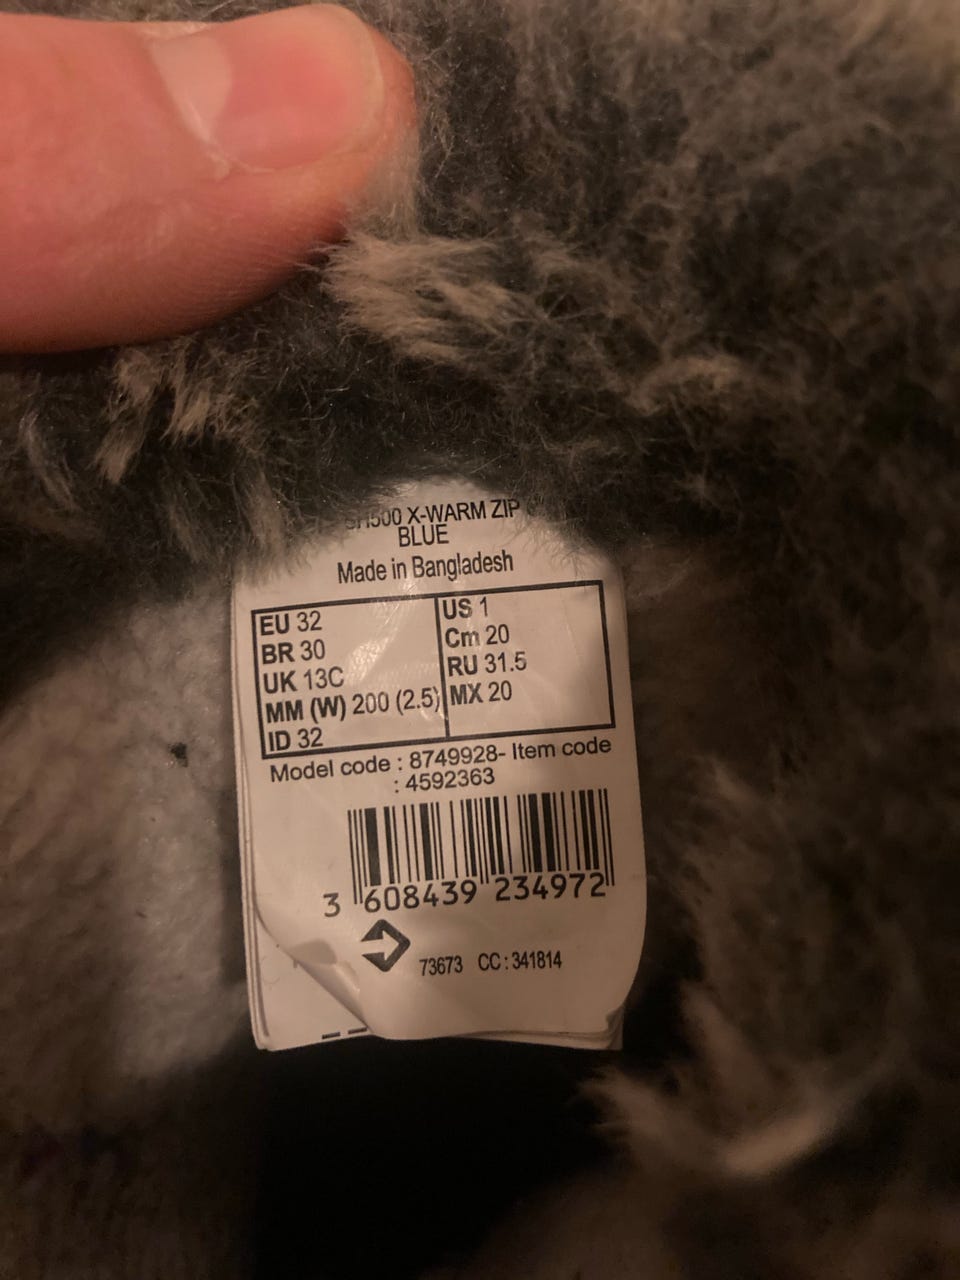 SH500 X-WARM ZIP
BLUE
Made in Bangladesh
EU 32
BR 30
UK 13C
MM (W) 200 (2.5)
ID 32
US 1
Cm 20
RU 31.5
MX 20
Model code : 8749928- Item code
: 4592363
3 608439 234972
73673 CC : 341814